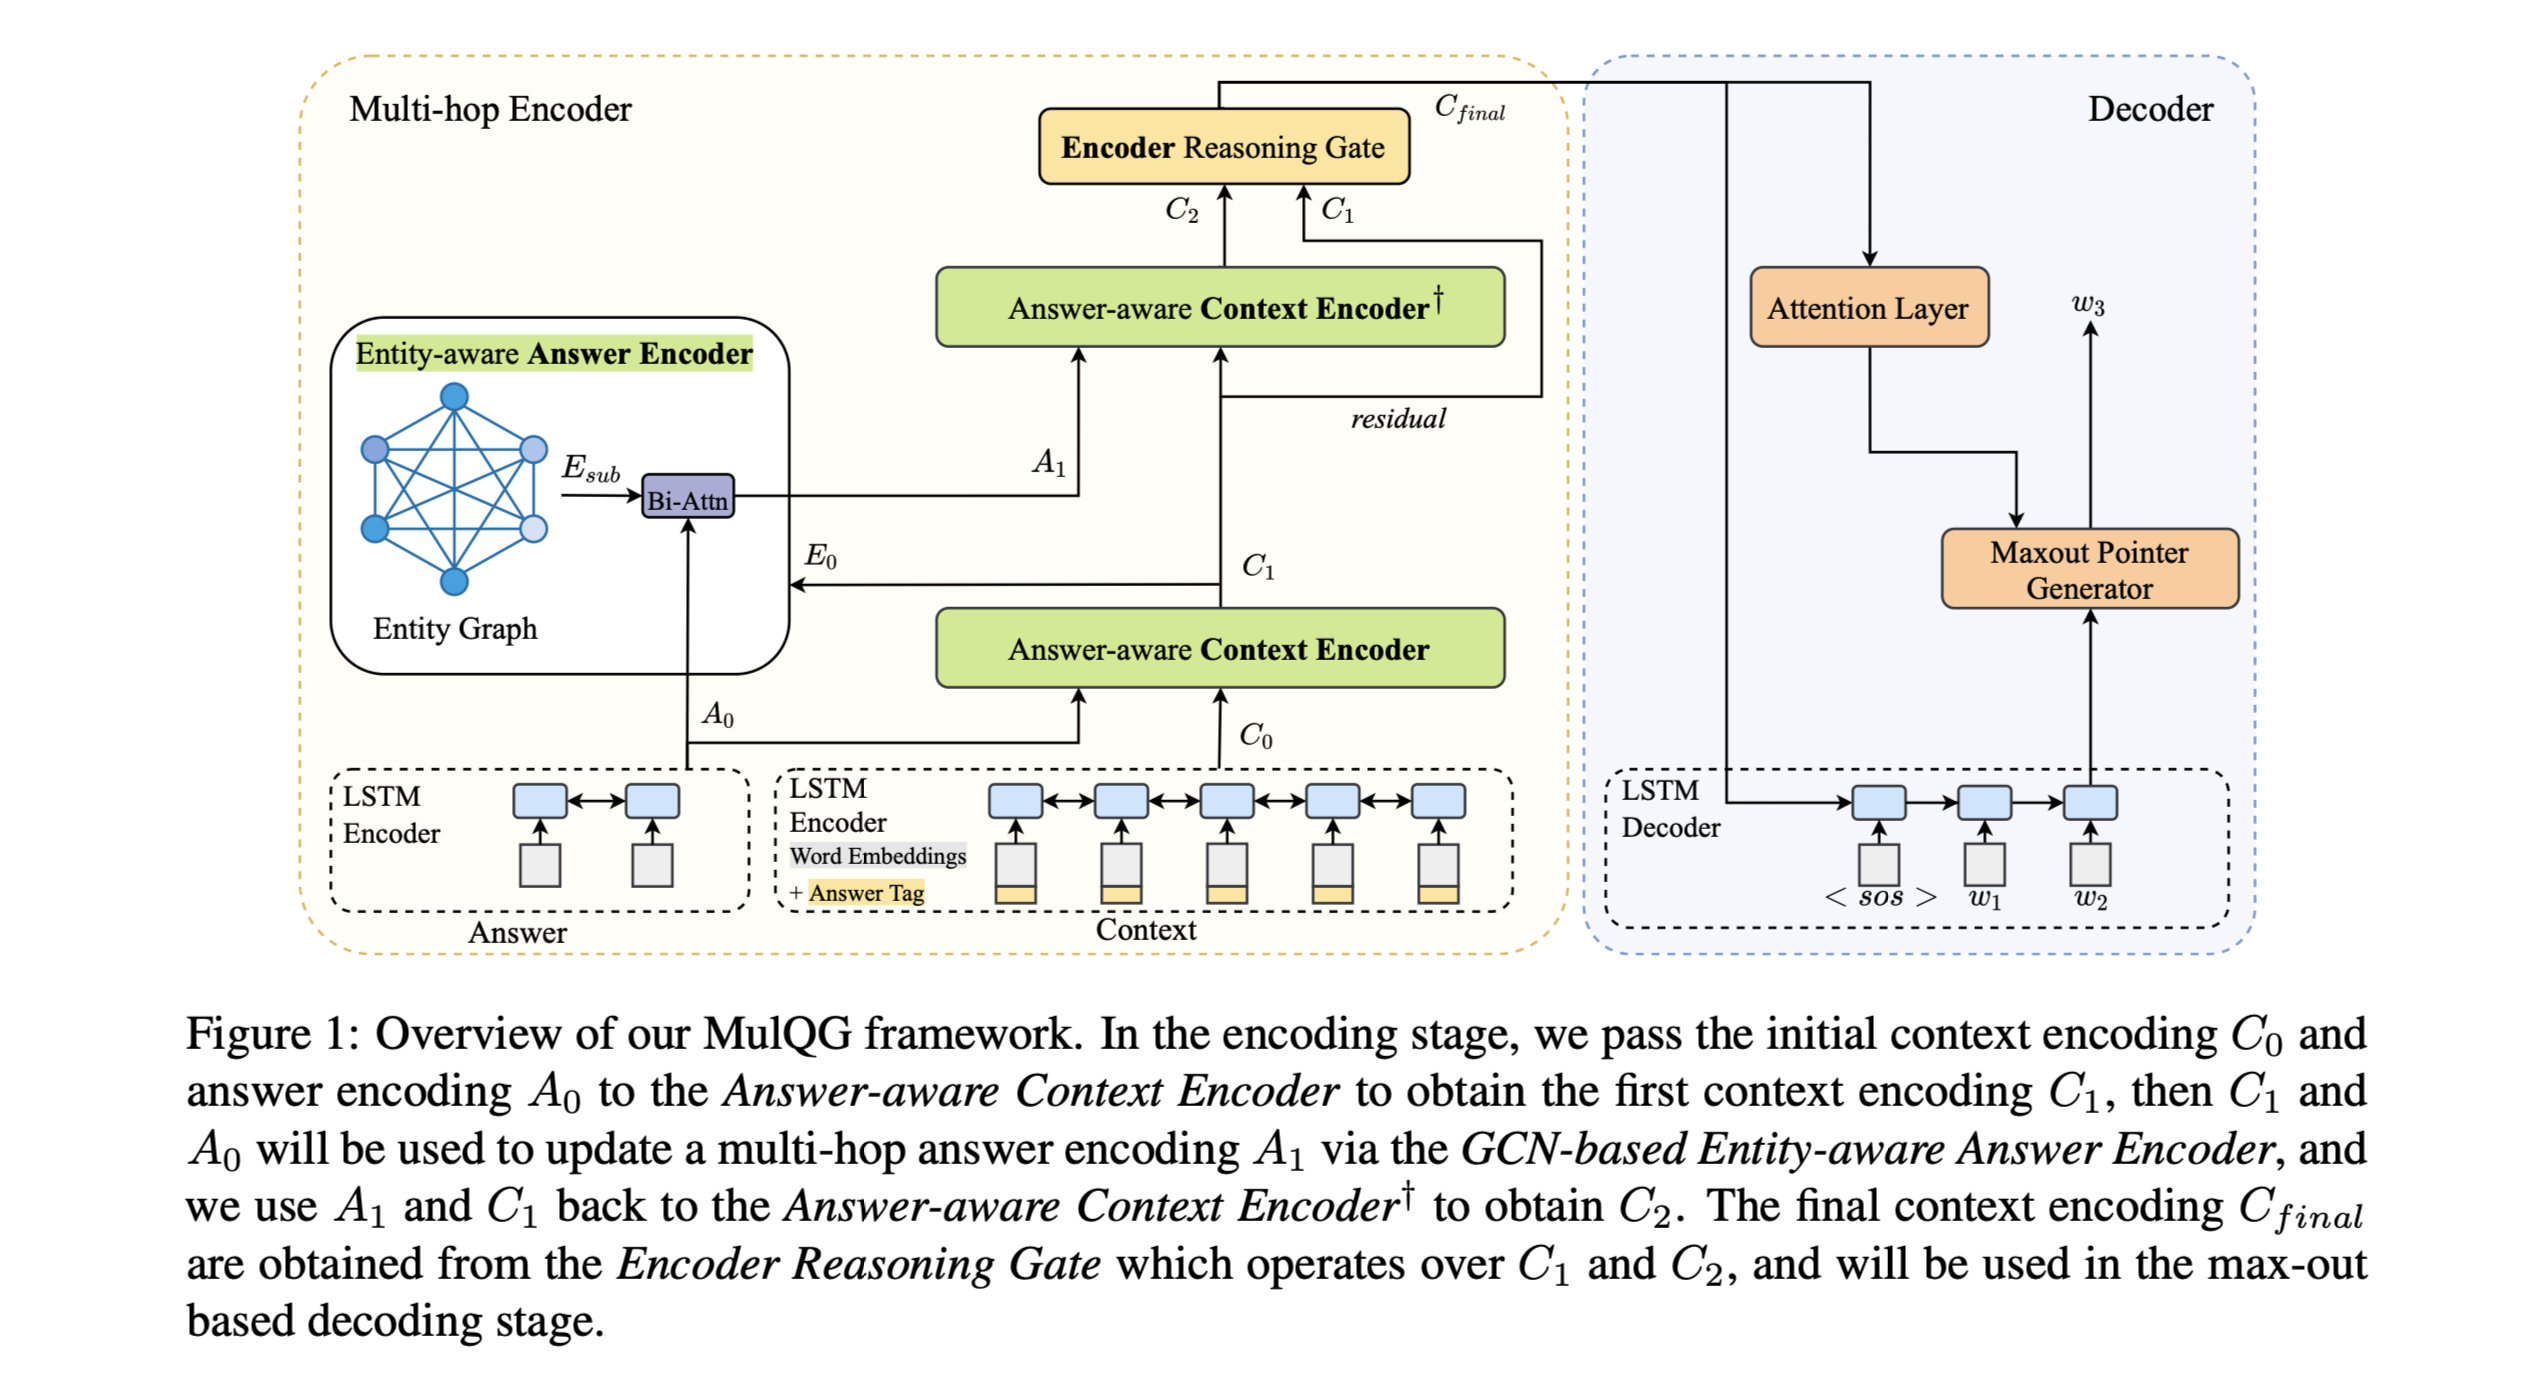 Multi-hop Encoder
Decoder
C_final
Encoder Reasoning Gate
C_2
C_1
Answer-aware Context Encoder†
Attention Layer
w_3
Entity-aware Answer Encoder
residual
A_1
E_sub
Bi-Attn
E_0
C_1
Maxout Pointer
Generator
Entity Graph
Answer-aware Context Encoder
A_0
C_0
LSTM
Encoder
LSTM
Encoder
Word Embeddings
+ Answer Tag
LSTM
Decoder
< sos >
w_1
w_2
Answer
Context
Figure 1: Overview of our MulQG framework. In the encoding stage, we pass the initial context encoding C_0 and
answer encoding A_0 to the Answer-aware Context Encoder to obtain the first context encoding C_1, then C_1 and
A_0 will be used to update a multi-hop answer encoding A_1 via the GCN-based Entity-aware Answer Encoder, and
we use A_1 and C_1 back to the Answer-aware Context Encoder† to obtain C_2. The final context encoding C_final
are obtained from the Encoder Reasoning Gate which operates over C_1 and C_2, and will be used in the max-out
based decoding stage.